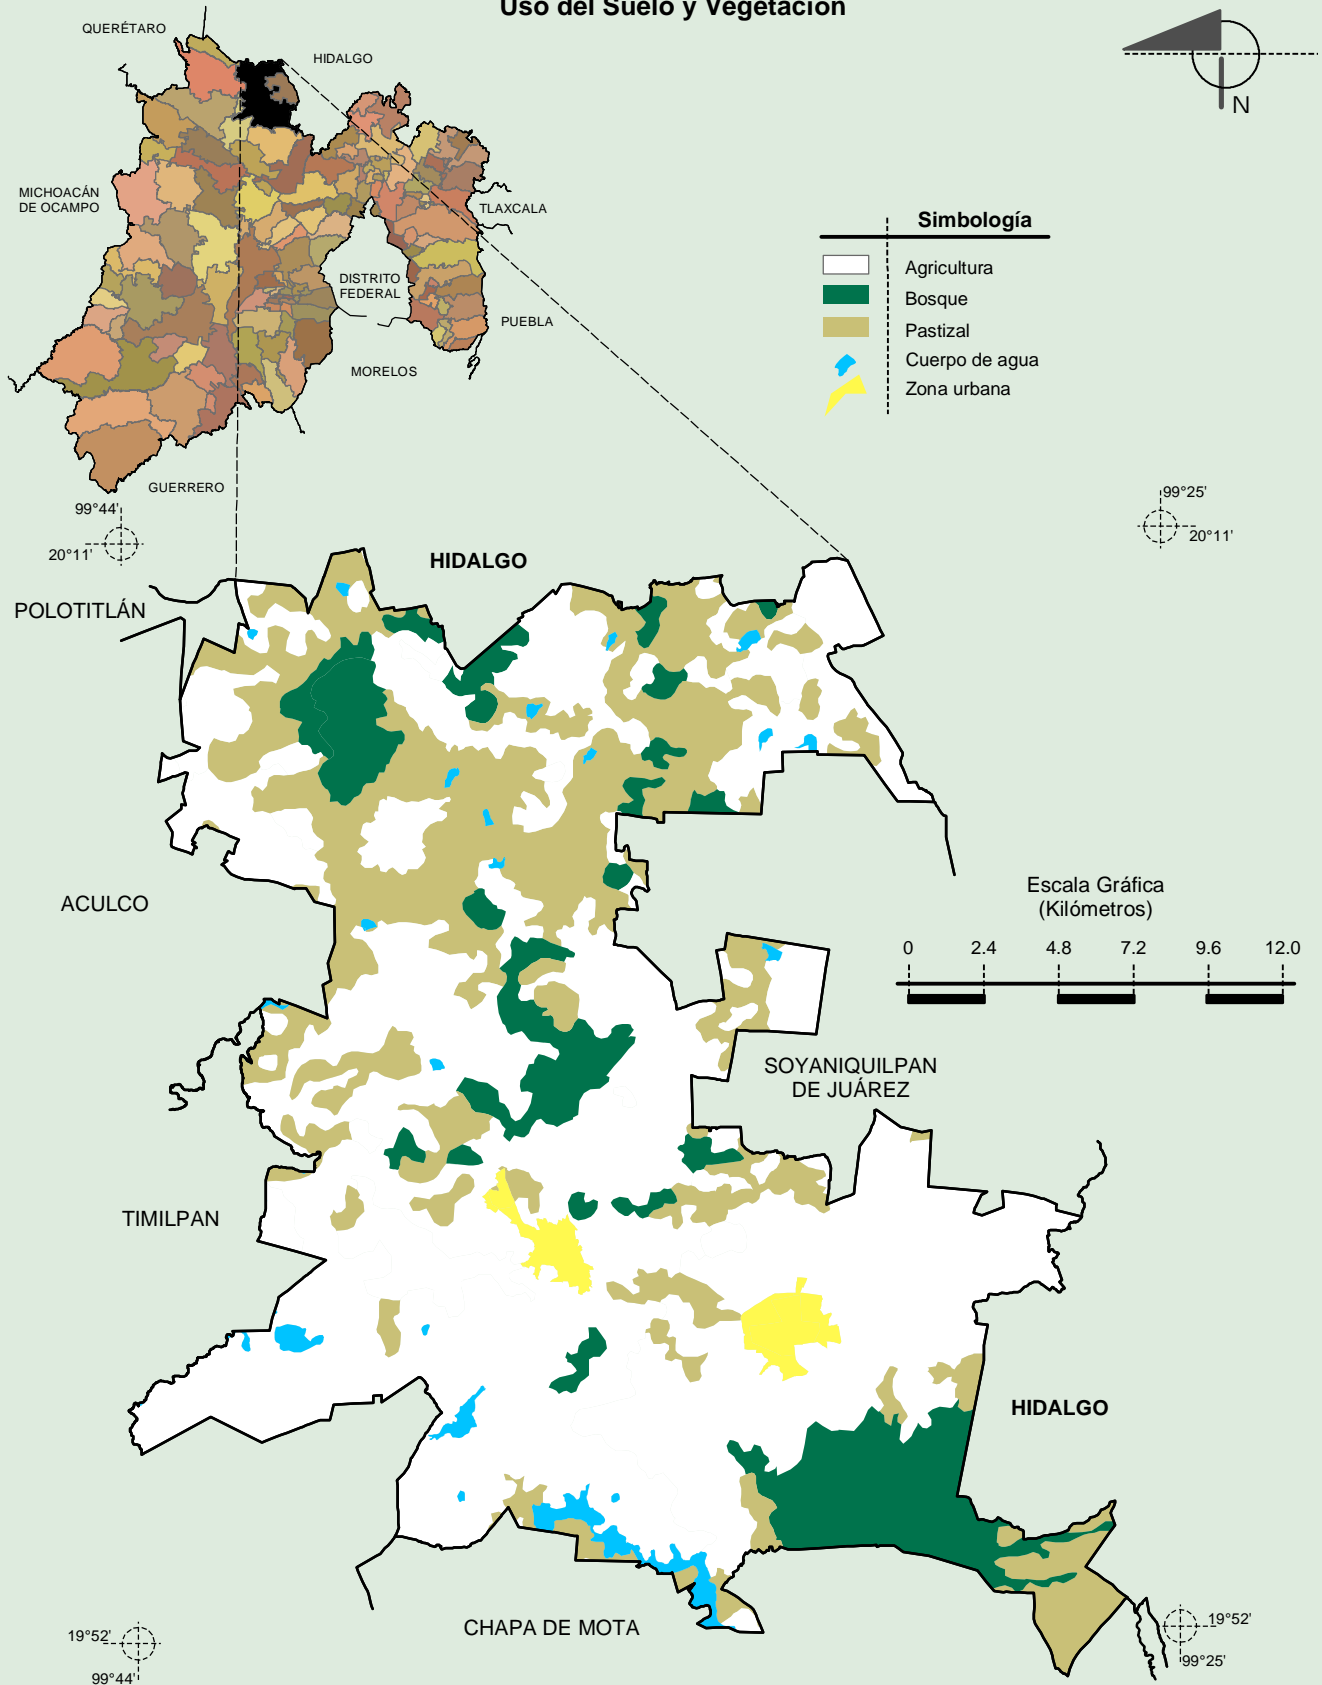 Uso del Suelo y Vegetación
QUERÉTARO
HIDALGO
N
MICHOACÁN
DE OCAMPO
TLAXCALA
DISTRITO
FEDERAL
PUEBLA
MORELOS
GUERRERO
Simbología
Agricultura
Bosque
Pastizal
Cuerpo de agua
Zona urbana
99°44'
20°11'
99°25'
20°11'
HIDALGO
POLOTITLÁN
ACULCO
Escala Gráfica
(Kilómetros)
0 2.4 4.8 7.2 9.6 12.0
SOYANIQUILPAN
DE JUÁREZ
TIMILPAN
HIDALGO
CHAPA DE MOTA
19°52'
99°44'
19°52'
99°25'